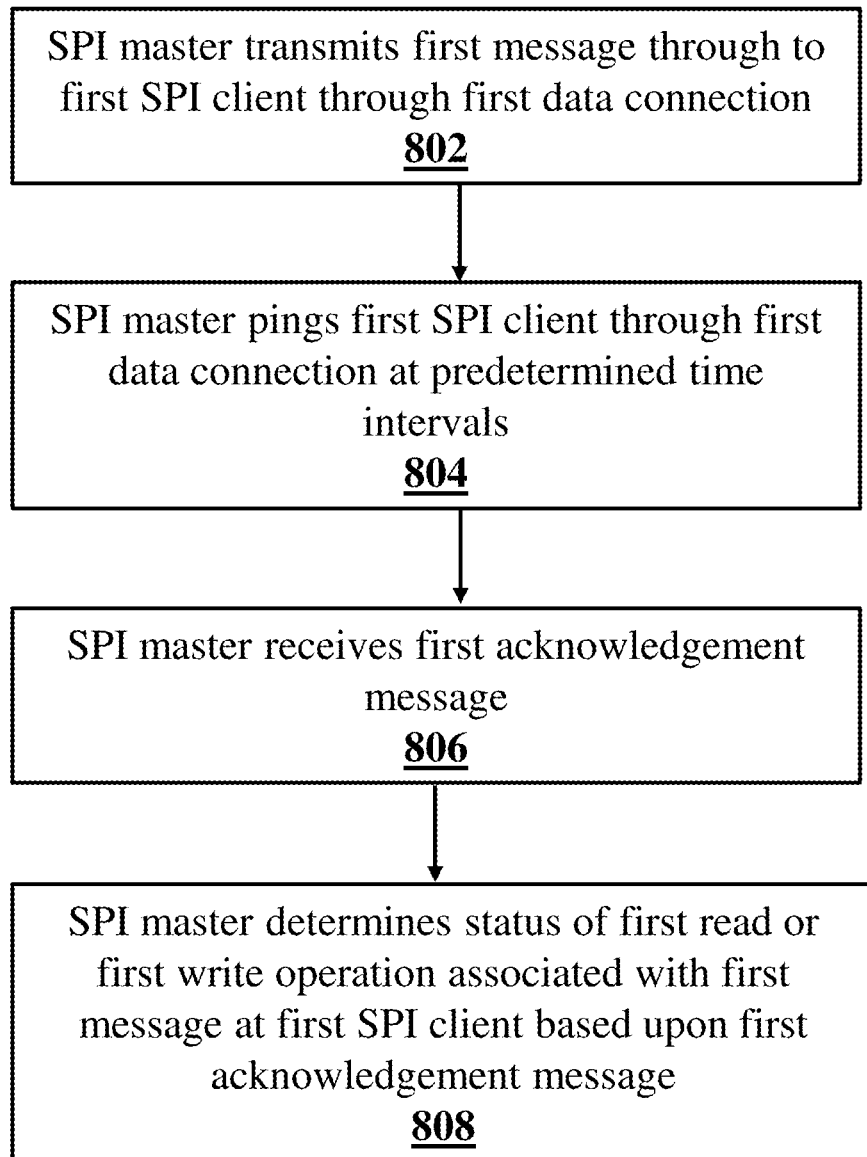 SPI master transmits first message through to
first SPI client through first data connection
802
SPI master pings first SPI client through first
data connection at predetermined time
intervals
804
SPI master receives first acknowledgement
message
806
SPI master determines status of first read or
first write operation associated with first
message at first SPI client based upon first
acknowledgement message
808